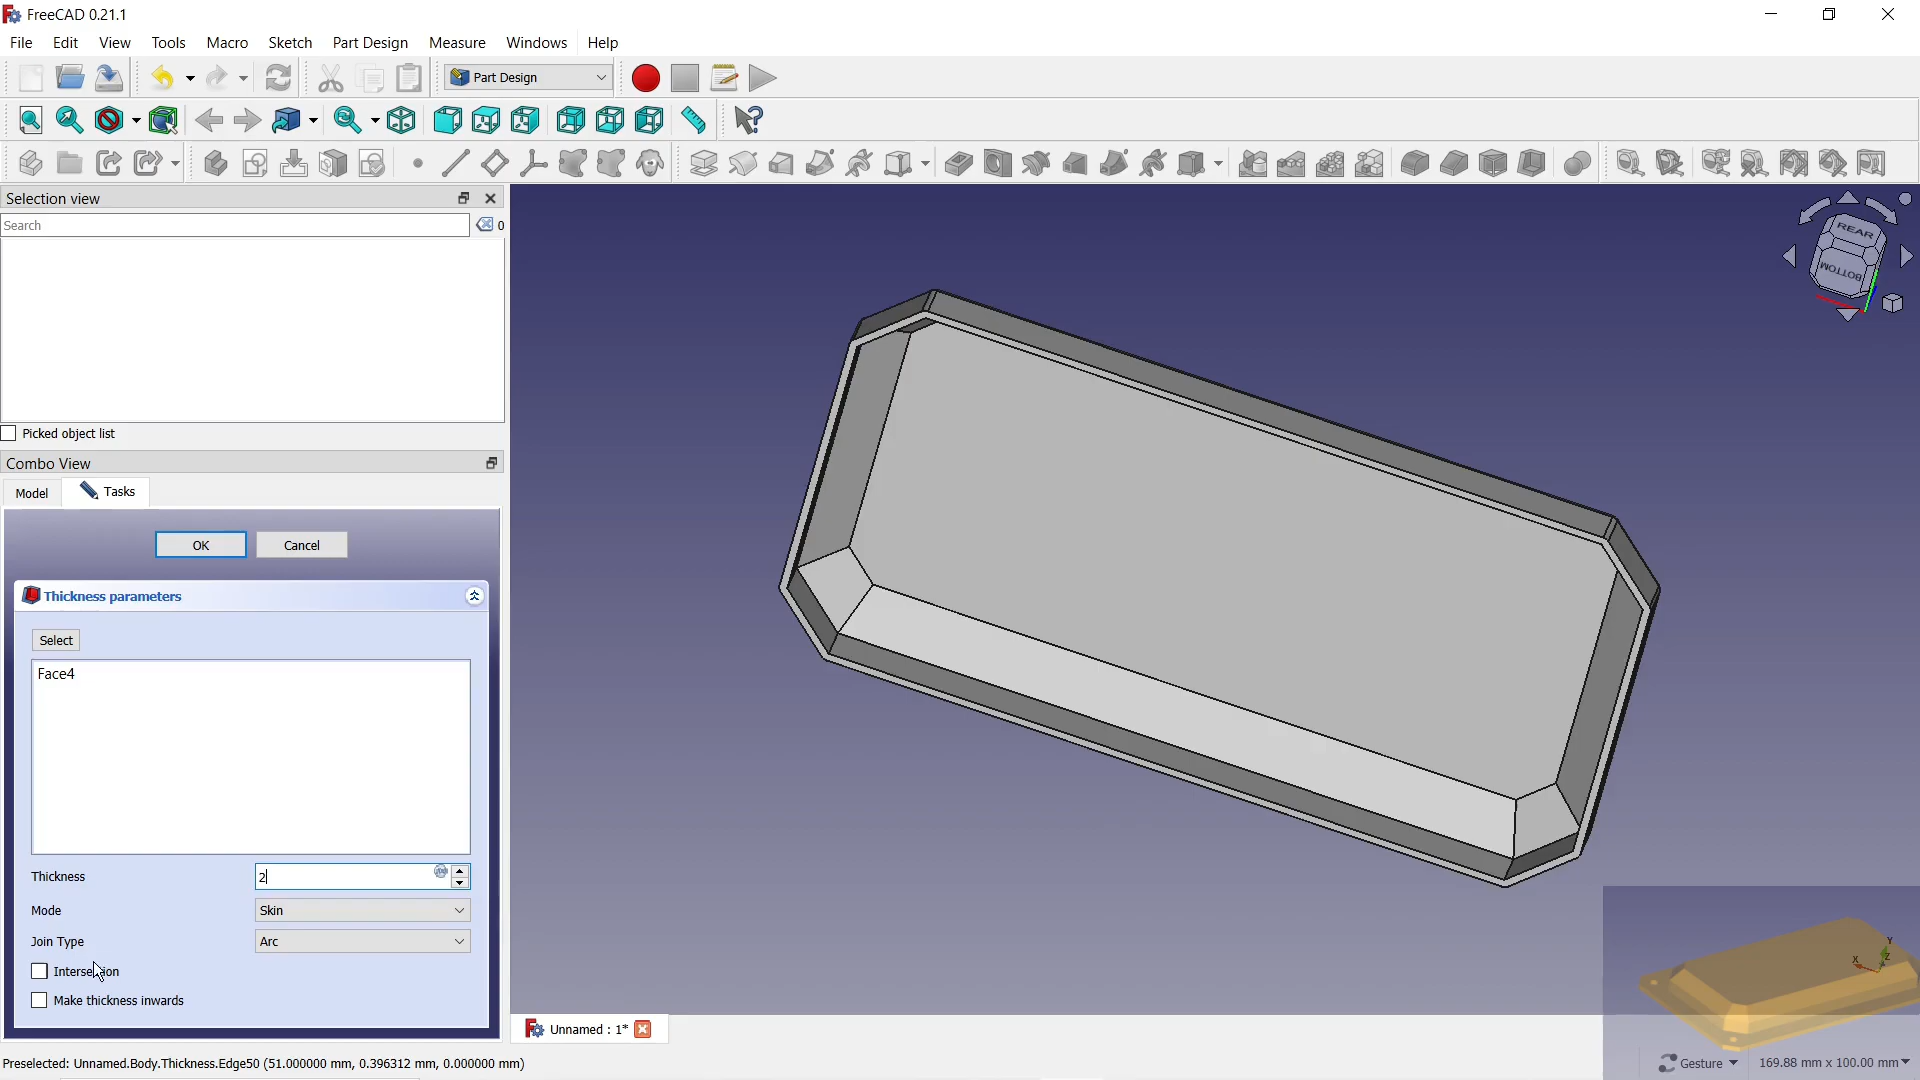 FreeCAD 0.21.1
File Edit View Tools Macro Sketch Part Design Measure Windows Help
Part Design
Selection view
Search
0
Picked object list
Combo View
Model Tasks
OK Cancel
Thickness parameters
Select
Face4
Thickness 2
Mode Skin
Join Type Arc
Intersection
Make thickness inwards
REAR
BOTTOM
Y
X Z
Unnamed : 1*
Preselected: Unnamed.Body.Thickness.Edge50 (51.000000 mm, 0.396312 mm, 0.000000 mm)
Gesture 169.88 mm x 100.00 mm